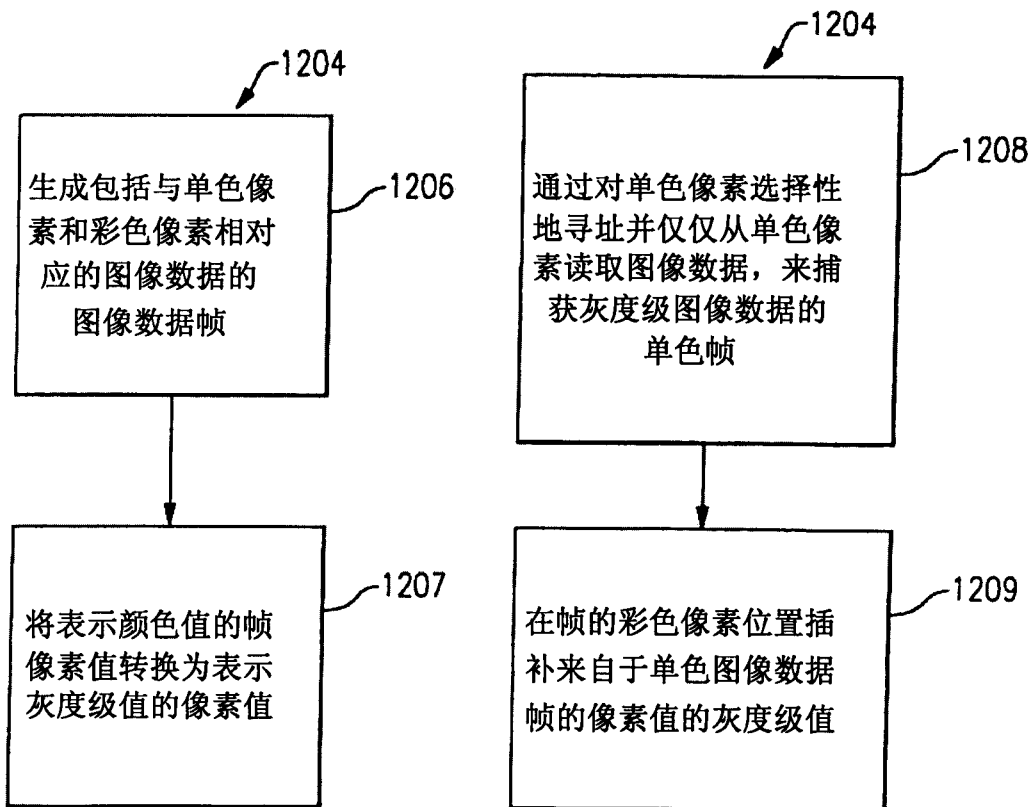 1204
生成包括与单色像
素和彩色像素相对
应的图像数据的
图像数据帧
1206
将表示颜色值的帧
像素值转换为表示
灰度级值的像素值
1207
1204
通过对单色像素选择性
地寻址并仅仅从单色像
素读取图像数据，来捕
获灰度级图像数据的
单色帧
1208
在帧的彩色像素位置插
补来自于单色图像数据
帧的像素值的灰度级值
1209